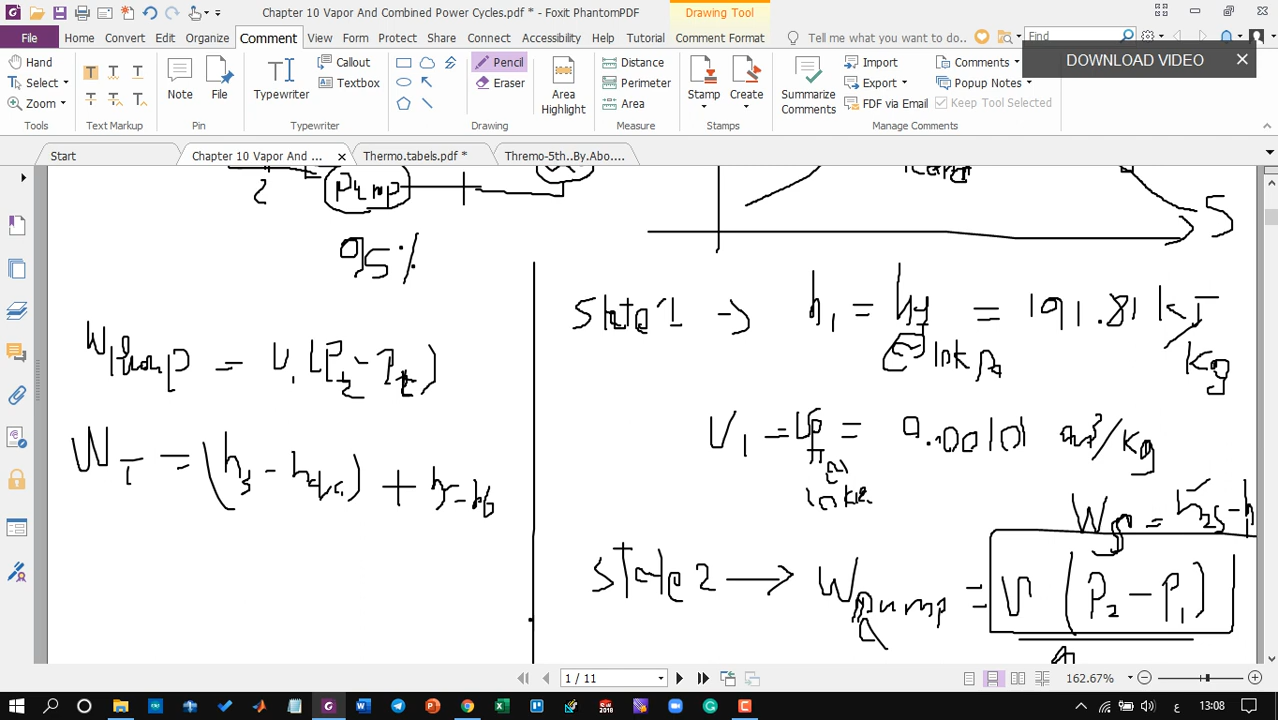 Chapter 10 Vapor And Combined Power Cycles.pdf * - Foxit PhantomPDF
Drawing Tool
File Home Convert Edit Organize Comment View Form Protect Share Connect Accessibility Help Tutorial Comment Format
Tell me what you want to do..
Find
DOWNLOAD VIDEO
Hand
Select
Zoom
Tools
Text Markup
Note
File
Pin
Typewriter
Callout
Textbox
Typewriter
Pencil
Eraser
Area Highlight
Drawing
Distance
Perimeter
Area
Measure
Stamp
Create
Stamps
Summarize Comments
Import
Export
FDF via Email
Comments
Popup Notes
Keep Tool Selected
Manage Comments
Start
Chapter 10 Vapor And ...
Thermo.tabels.pdf *
Thremo-5th..By.Abo....
2
Pump
95%
S
State 1 → h1 = hf = 191.81 kJ/kg
@ 10 kPa
Wpump = V1 (P2 -
V1 = Vf = 0.00101 m³/kg
WT = (h3 - h4
State 2 → Wpump = V (P2 - P1)
1 / 11
162.67%
13:08